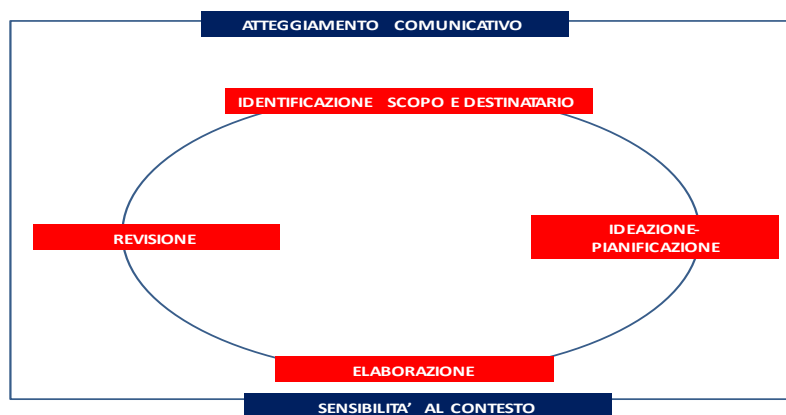 ATTEGGIAMENTO COMUNICATIVO
IDENTIFICAZIONE SCOPO E DESTINATARIO
REVISIONE
IDEAZIONE-
PIANIFICAZIONE
ELABORAZIONE
SENSIBILITA’ AL CONTESTO